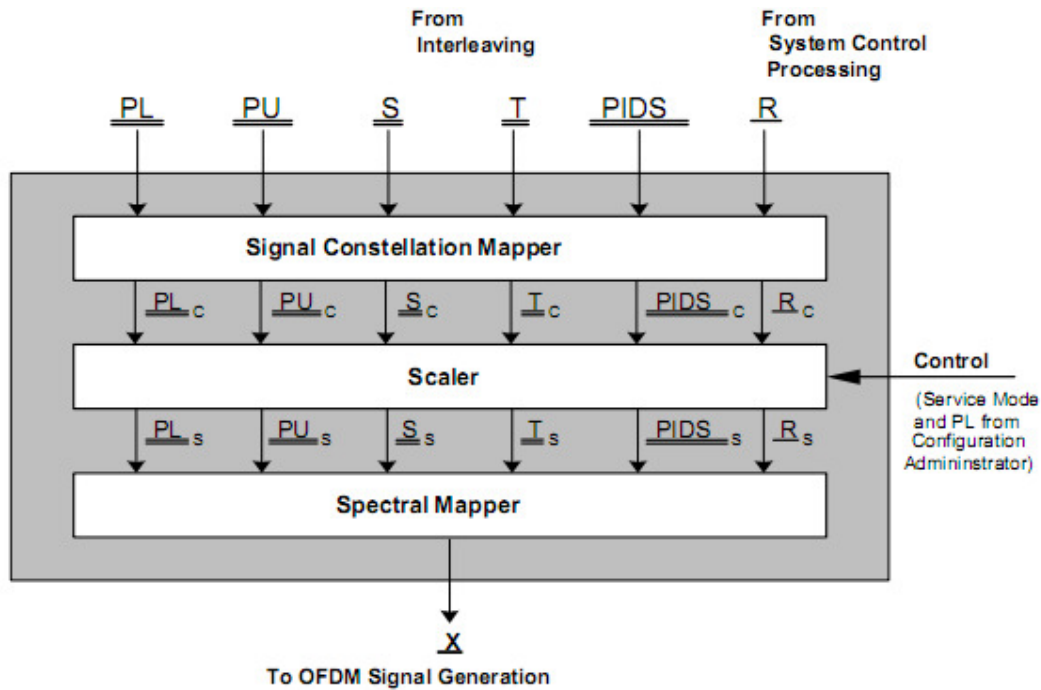 From
Interleaving
From
System Control
Processing
PL PU S T PIDS R
Signal Constellation Mapper
PL C PU C S C T C PIDS C R C
Scaler
Control
(Service Mode
and PL from
Configuration
Admininstrator)
PL S PU S S S T S PIDS S R S
Spectral Mapper
X
To OFDM Signal Generation